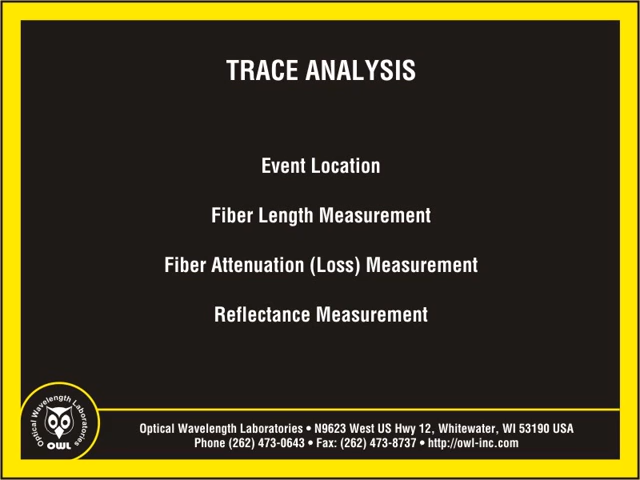 TRACE ANALYSIS
Event Location
Fiber Length Measurement
Fiber Attenuation (Loss) Measurement
Reflectance Measurement
Optical Wavelength Laboratories
OWL
Optical Wavelength Laboratories • N9623 West US Hwy 12, Whitewater, WI 53190 USA
Phone (262) 473-0643 • Fax: (262) 473-8737 • http://owl-inc.com